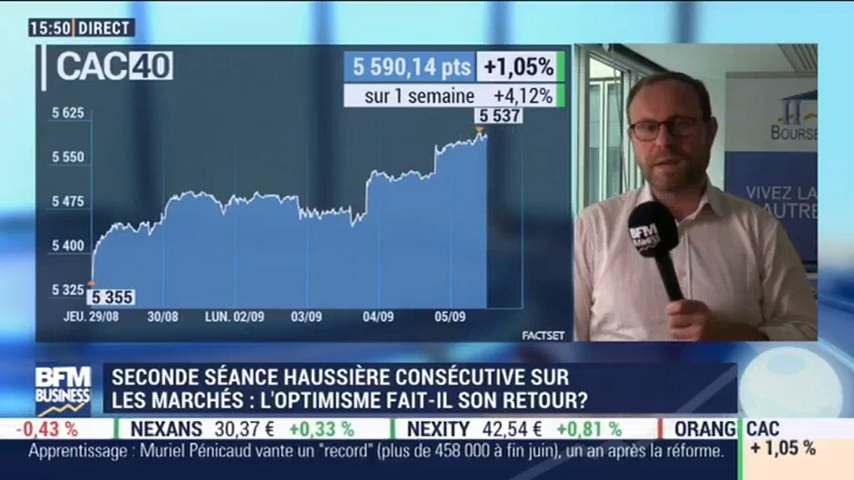 15:50 DIRECT
CAC40
5 590,14 pts +1,05%
sur 1 semaine +4,12%
5 537
5 625
5 550
5 475
5 400
5 325
5 355
JEU. 29/08 30/08 LUN. 02/09 03/09 04/09 05/09
FACTSET
BOURSE
VIVEZ LA
AUTRE
BFM
BUSINESS
BFM
BUSINESS
SECONDE SÉANCE HAUSSIÈRE CONSÉCUTIVE SUR
LES MARCHÉS : L'OPTIMISME FAIT-IL SON RETOUR?
-0,43 % NEXANS 30,37 € +0,33 % NEXITY 42,54 € +0,81 % ORANG
CAC
+ 1,05 %
Apprentissage : Muriel Pénicaud vante un "record" (plus de 458 000 à fin juin), un an après la réforme.